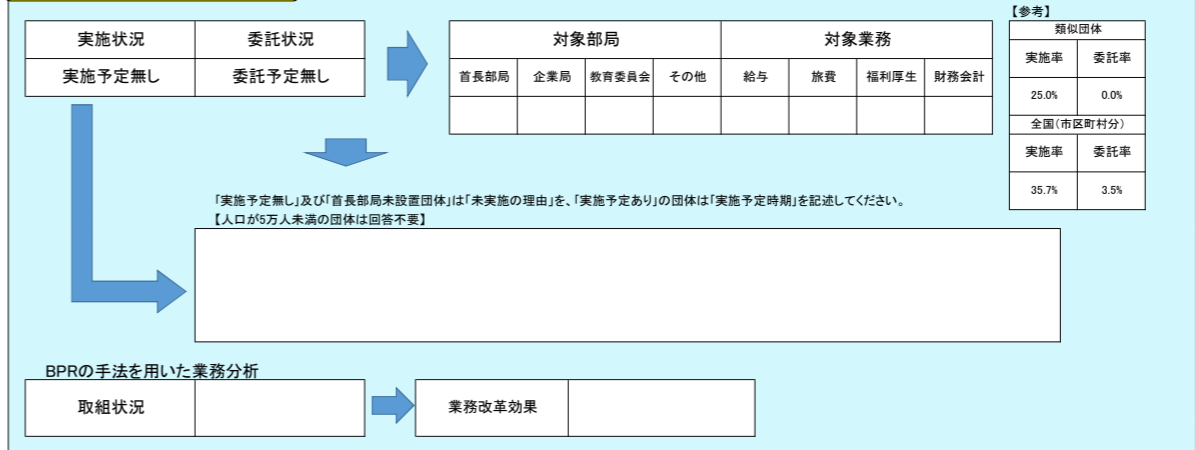 【参考】
実施状況 委託状況 対象部局 対象業務 類似団体
実施予定無し 委託予定無し 首長部局 企業局 教育委員会 その他 給与 旅費 福利厚生 財務会計 実施率 委託率
25.0% 0.0%
全国(市区町村分)
実施率 委託率
35.7% 3.5%
「実施予定無し」及び「首長部局未設置団体」は「未実施の理由」を、「実施予定あり」の団体は「実施予定時期」を記述してください。
【人口が5万人未満の団体は回答不要】
BPRの手法を用いた業務分析
取組状況 業務改革効果